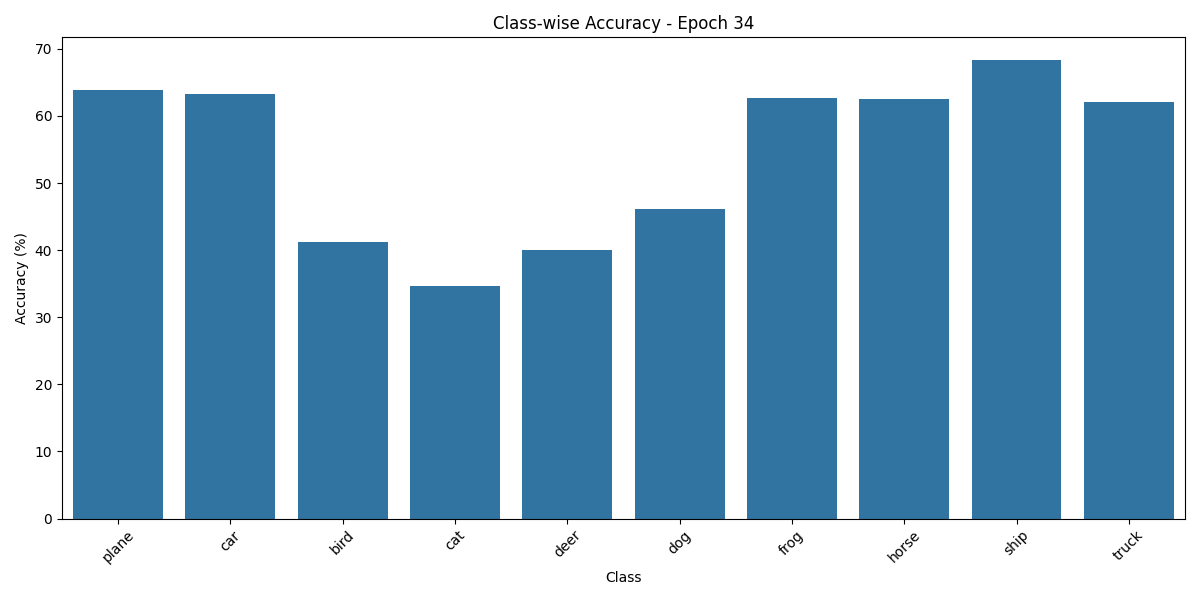 Class-wise Accuracy - Epoch 34
Accuracy (%)
70
60
50
40
30
20
10
0
plane
car
bird
cat
deer
dog
frog
horse
ship
truck
Class